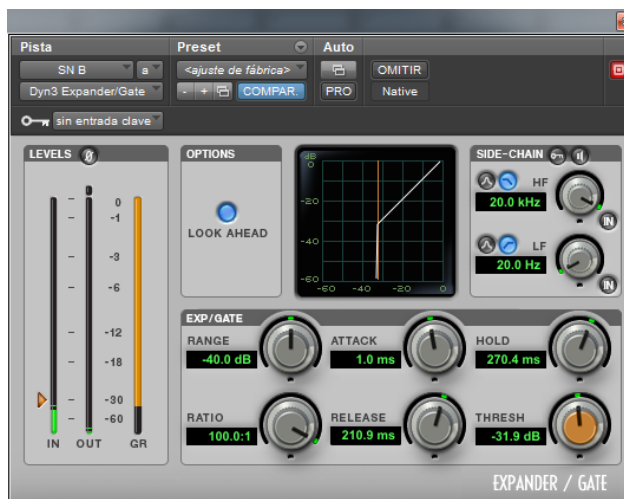 Pista Preset Auto
SN B a <ajuste de fábrica> OMITIR
Dyn3 Expander/Gate - + COMPAR. PRO Native
sin entrada clave
LEVELS Ø
0
-1
-3
-6
-12
-18
-30
-60
IN OUT GR
OPTIONS
LOOK AHEAD
dB
0
-20
-40
-60
-60 -40 -20 0
SIDE-CHAIN
HF
20.0 kHz
IN
LF
20.0 Hz
IN
EXP/GATE
RANGE
-40.0 dB
ATTACK
1.0 ms
HOLD
270.4 ms
RATIO
100.0:1
RELEASE
210.9 ms
THRESH
-31.9 dB
EXPANDER / GATE